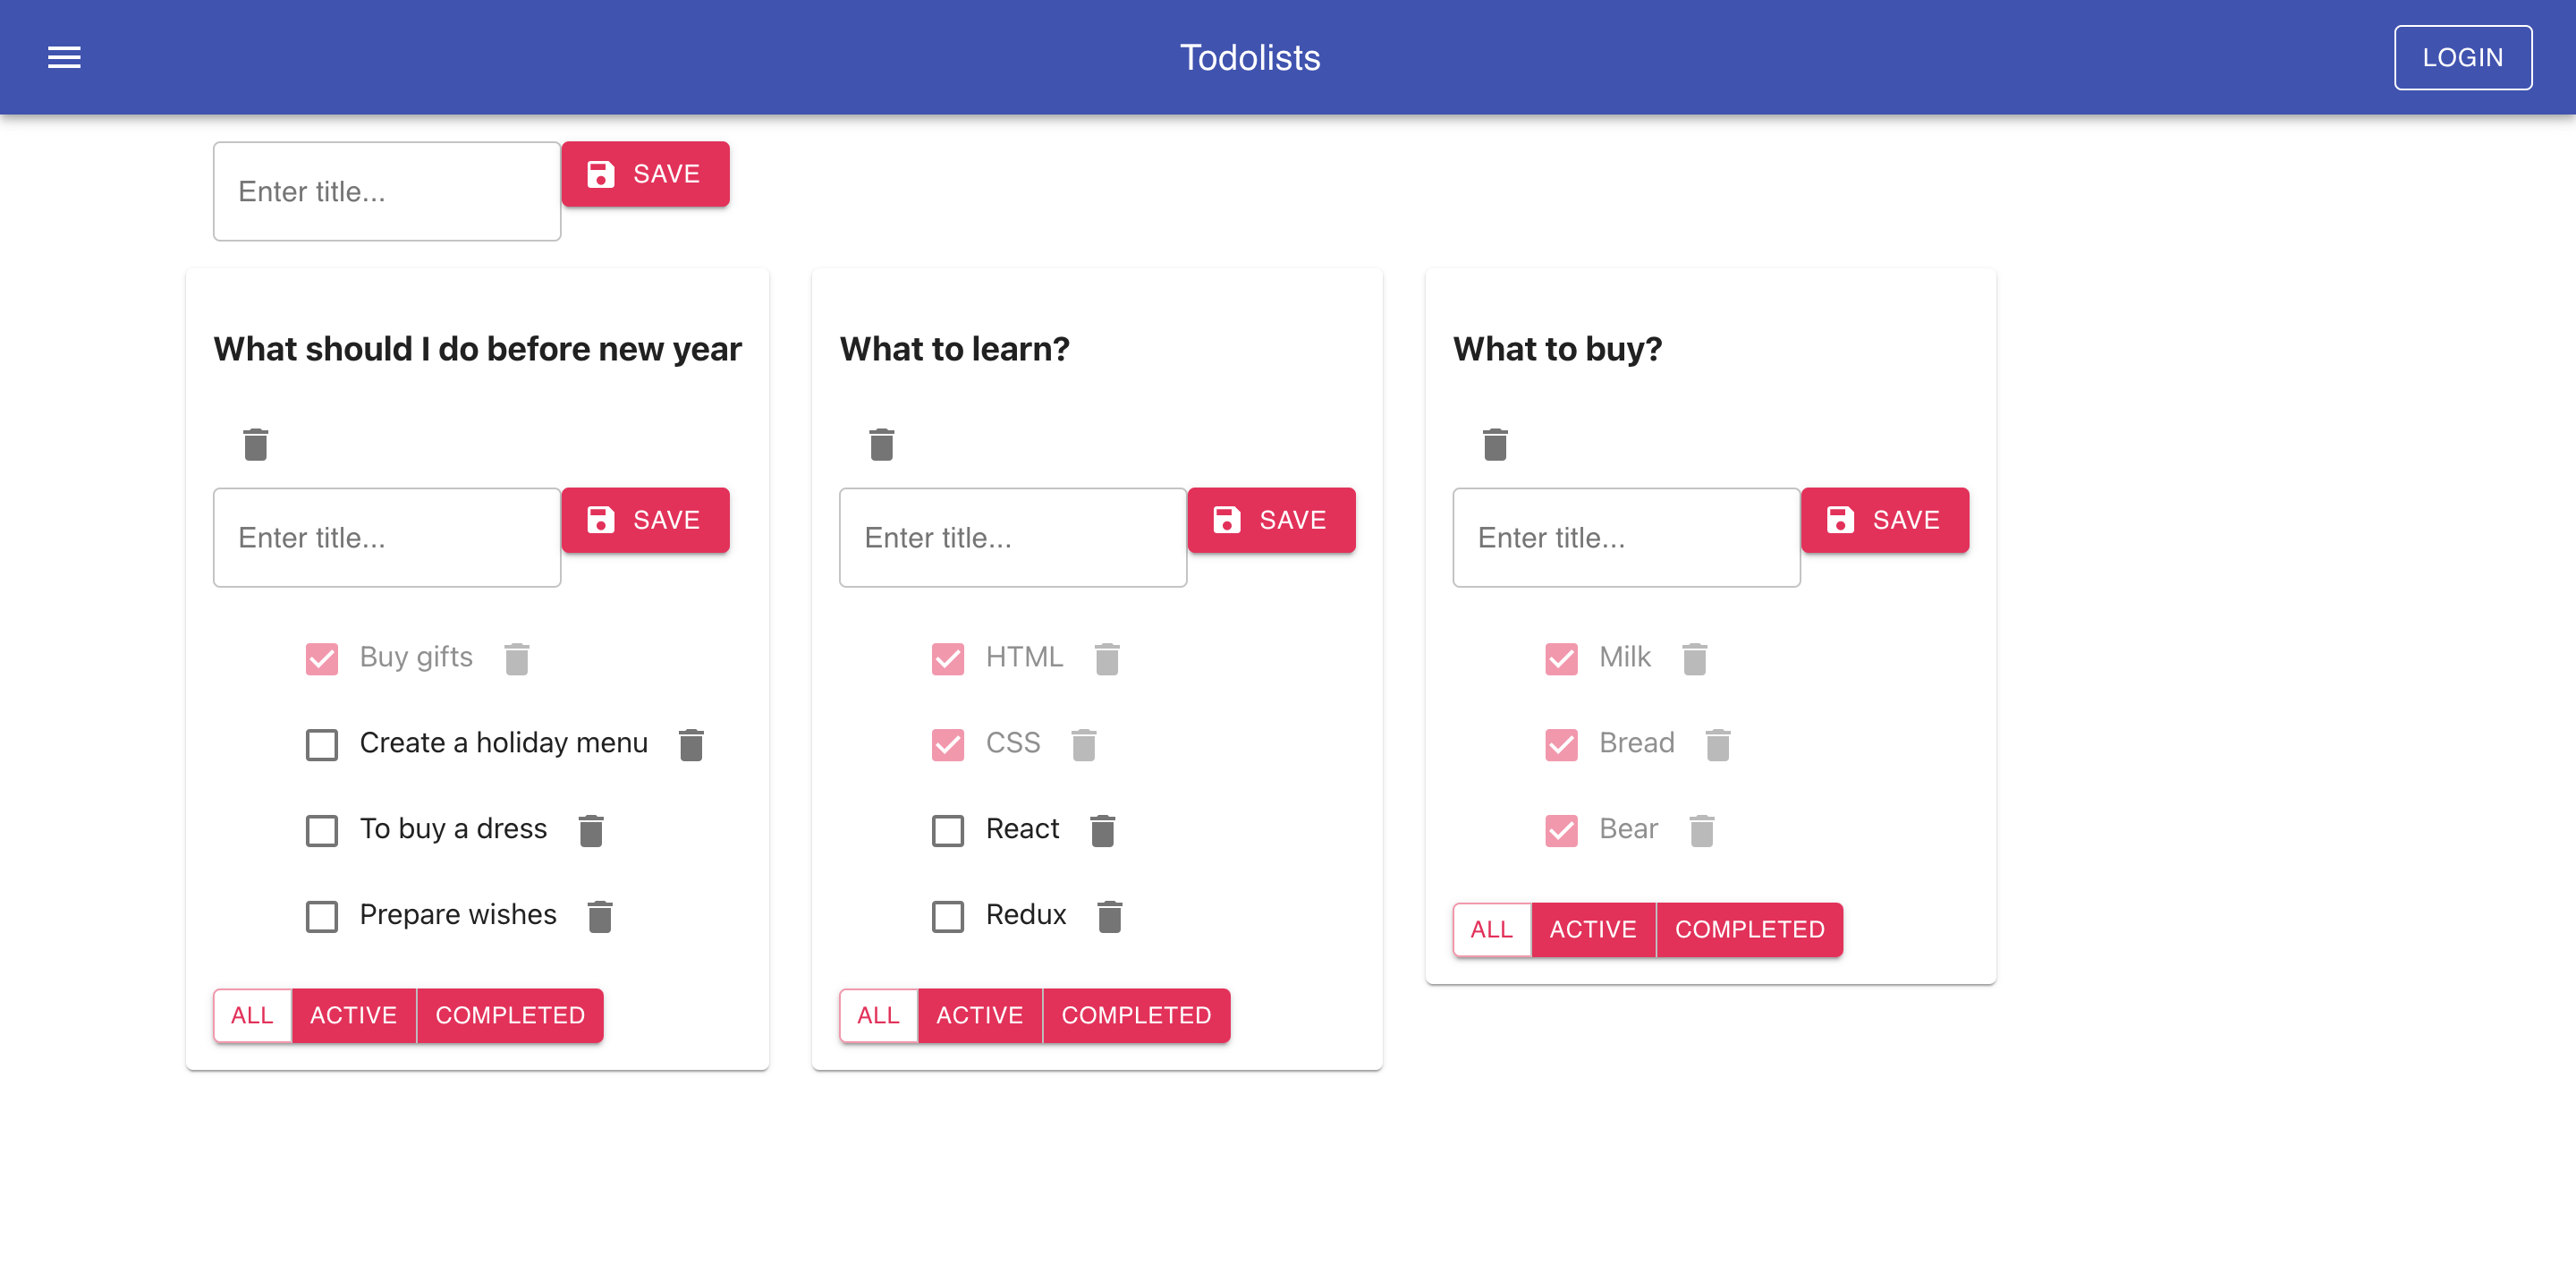 Todolists
LOGIN
Enter title...
SAVE
What should I do before new year
Enter title...
SAVE
Buy gifts
Create a holiday menu
To buy a dress
Prepare wishes
ALL
ACTIVE
COMPLETED
What to learn?
Enter title...
SAVE
HTML
CSS
React
Redux
ALL
ACTIVE
COMPLETED
What to buy?
Enter title...
SAVE
Milk
Bread
Bear
ALL
ACTIVE
COMPLETED